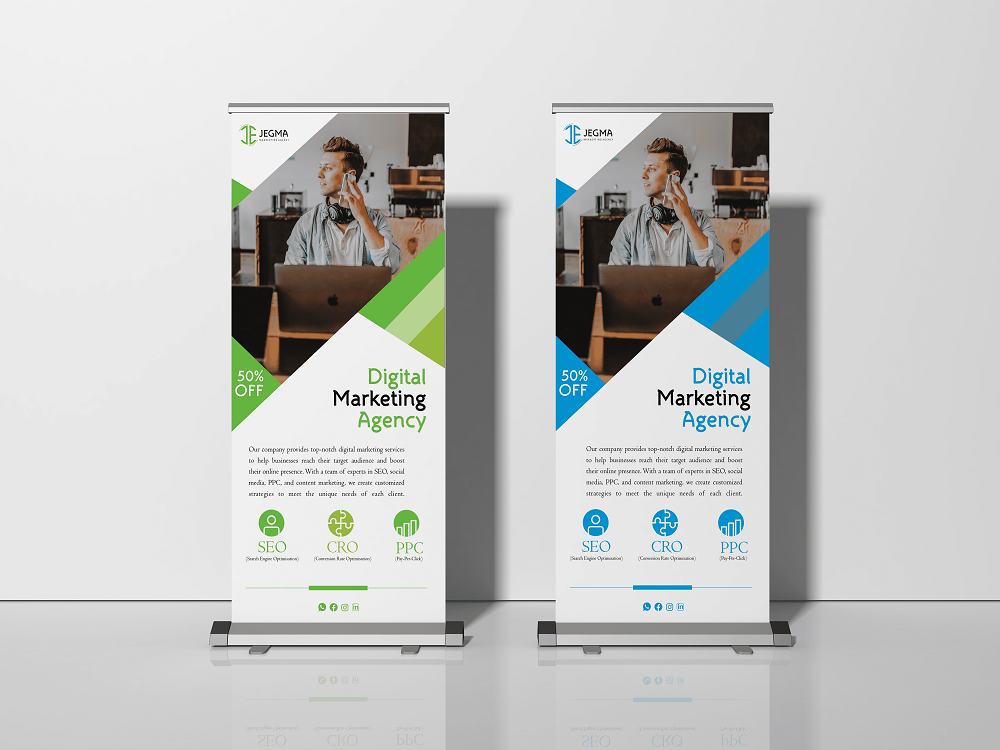 JEGMA
50%
OFF
Digital
Marketing
Agency
Our company provides top-notch digital marketing services
to help businesses reach their target audience and boost
their online presence. With a team of experts in SEO, social
media, PPC, and content marketing, we create customized
strategies to meet the unique needs of each client.
SEO
(Search Engine Optimisation)
CRO
(Conversion Rate Optimisation)
PPC
(Pay-Per-Click)
JEGMA
50%
OFF
Digital
Marketing
Agency
Our company provides top-notch digital marketing services
to help businesses reach their target audience and boost
their online presence. With a team of experts in SEO, social
media, PPC, and content marketing, we create customized
strategies to meet the unique needs of each client.
SEO
(Search Engine Optimisation)
CRO
(Conversion Rate Optimisation)
PPC
(Pay-Per-Click)